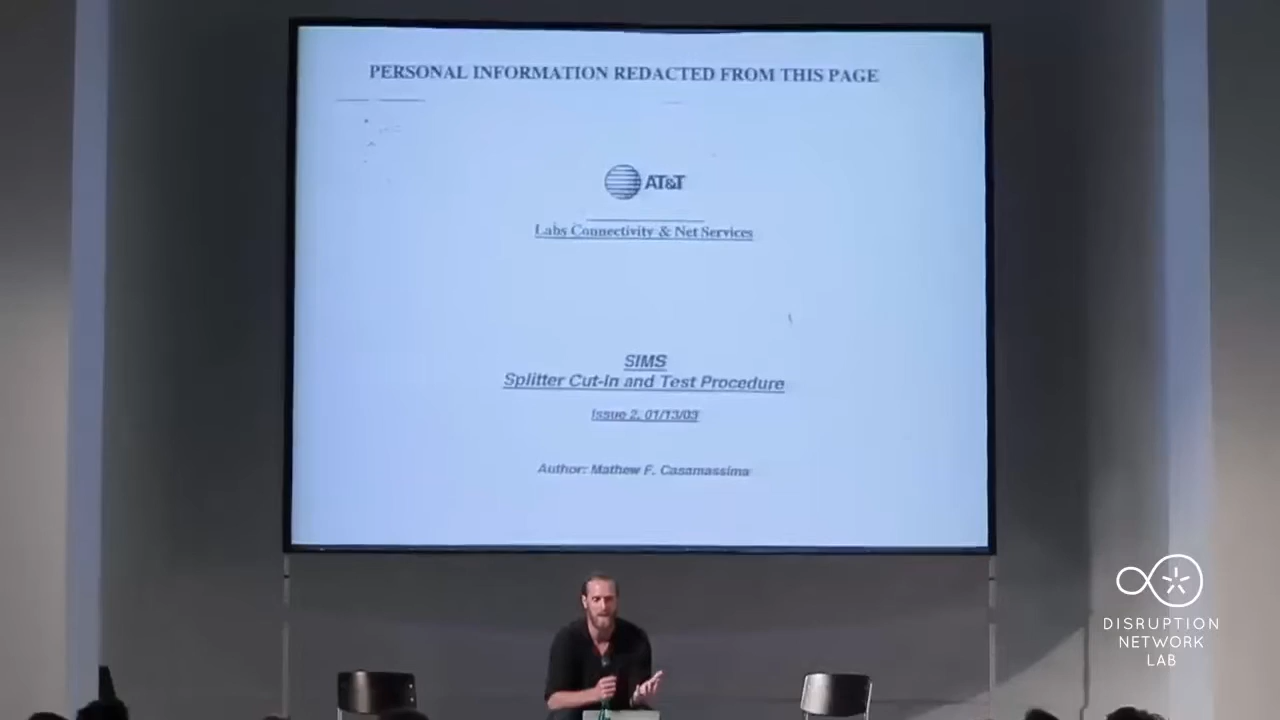 PERSONAL INFORMATION REDACTED FROM THIS PAGE
AT&T
Labs Connectivity & Net Services
SIMS
Splitter Cut-In and Test Procedure
Issue 2, 01/13/03
Author: Mathew F. Casamassima
DISRUPTION
NETWORK
LAB